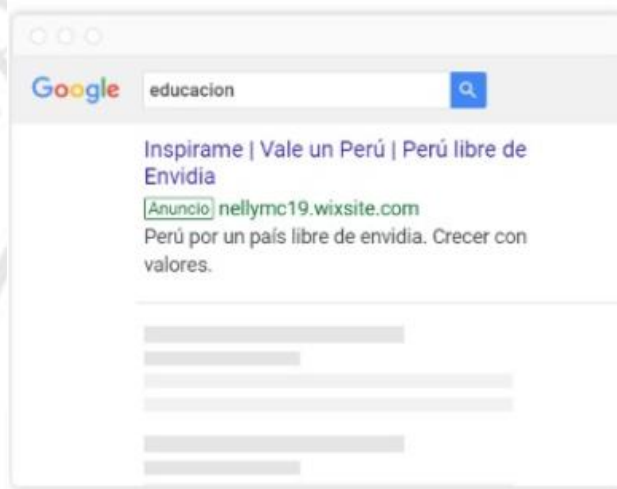 Google
educacion
Inspirame | Vale un Perú | Perú libre de
Envidia
Anuncio nellymc19.wixsite.com
Perú por un país libre de envidia. Crecer con
valores.